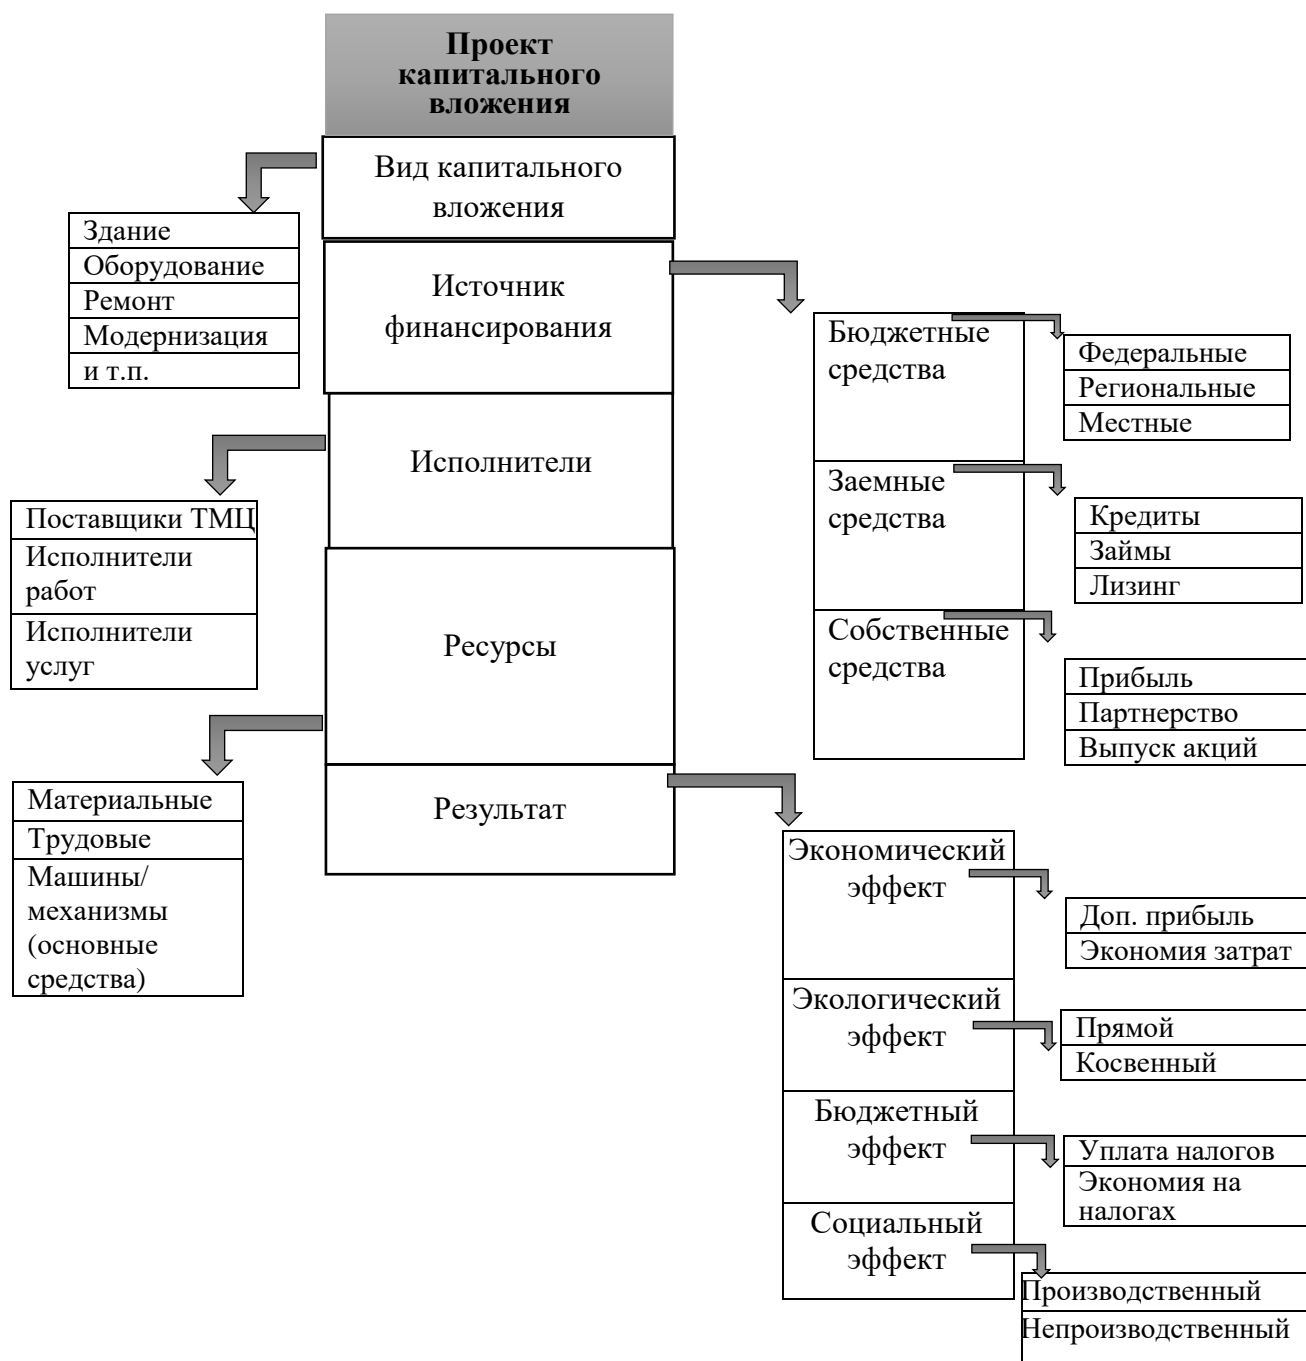 Проект
капитального
вложения
Вид капитального
вложения
Здание
Оборудование
Ремонт
Модернизация
и т.п.
Источник
финансирования
Бюджетные
средства
Федеральные
Региональные
Местные
Заемные
средства
Кредиты
Займы
Лизинг
Собственные
средства
Прибыль
Партнерство
Выпуск акций
Исполнители
Поставщики ТМЦ
Исполнители
работ
Исполнители
услуг
Ресурсы
Материальные
Трудовые
Машины/
механизмы
(основные
средства)
Результат
Экономический
эффект
Доп. прибыль
Экономия затрат
Экологический
эффект
Прямой
Косвенный
Бюджетный
эффект
Уплата налогов
Экономия на
налогах
Социальный
эффект
Производственный
Непроизводственный